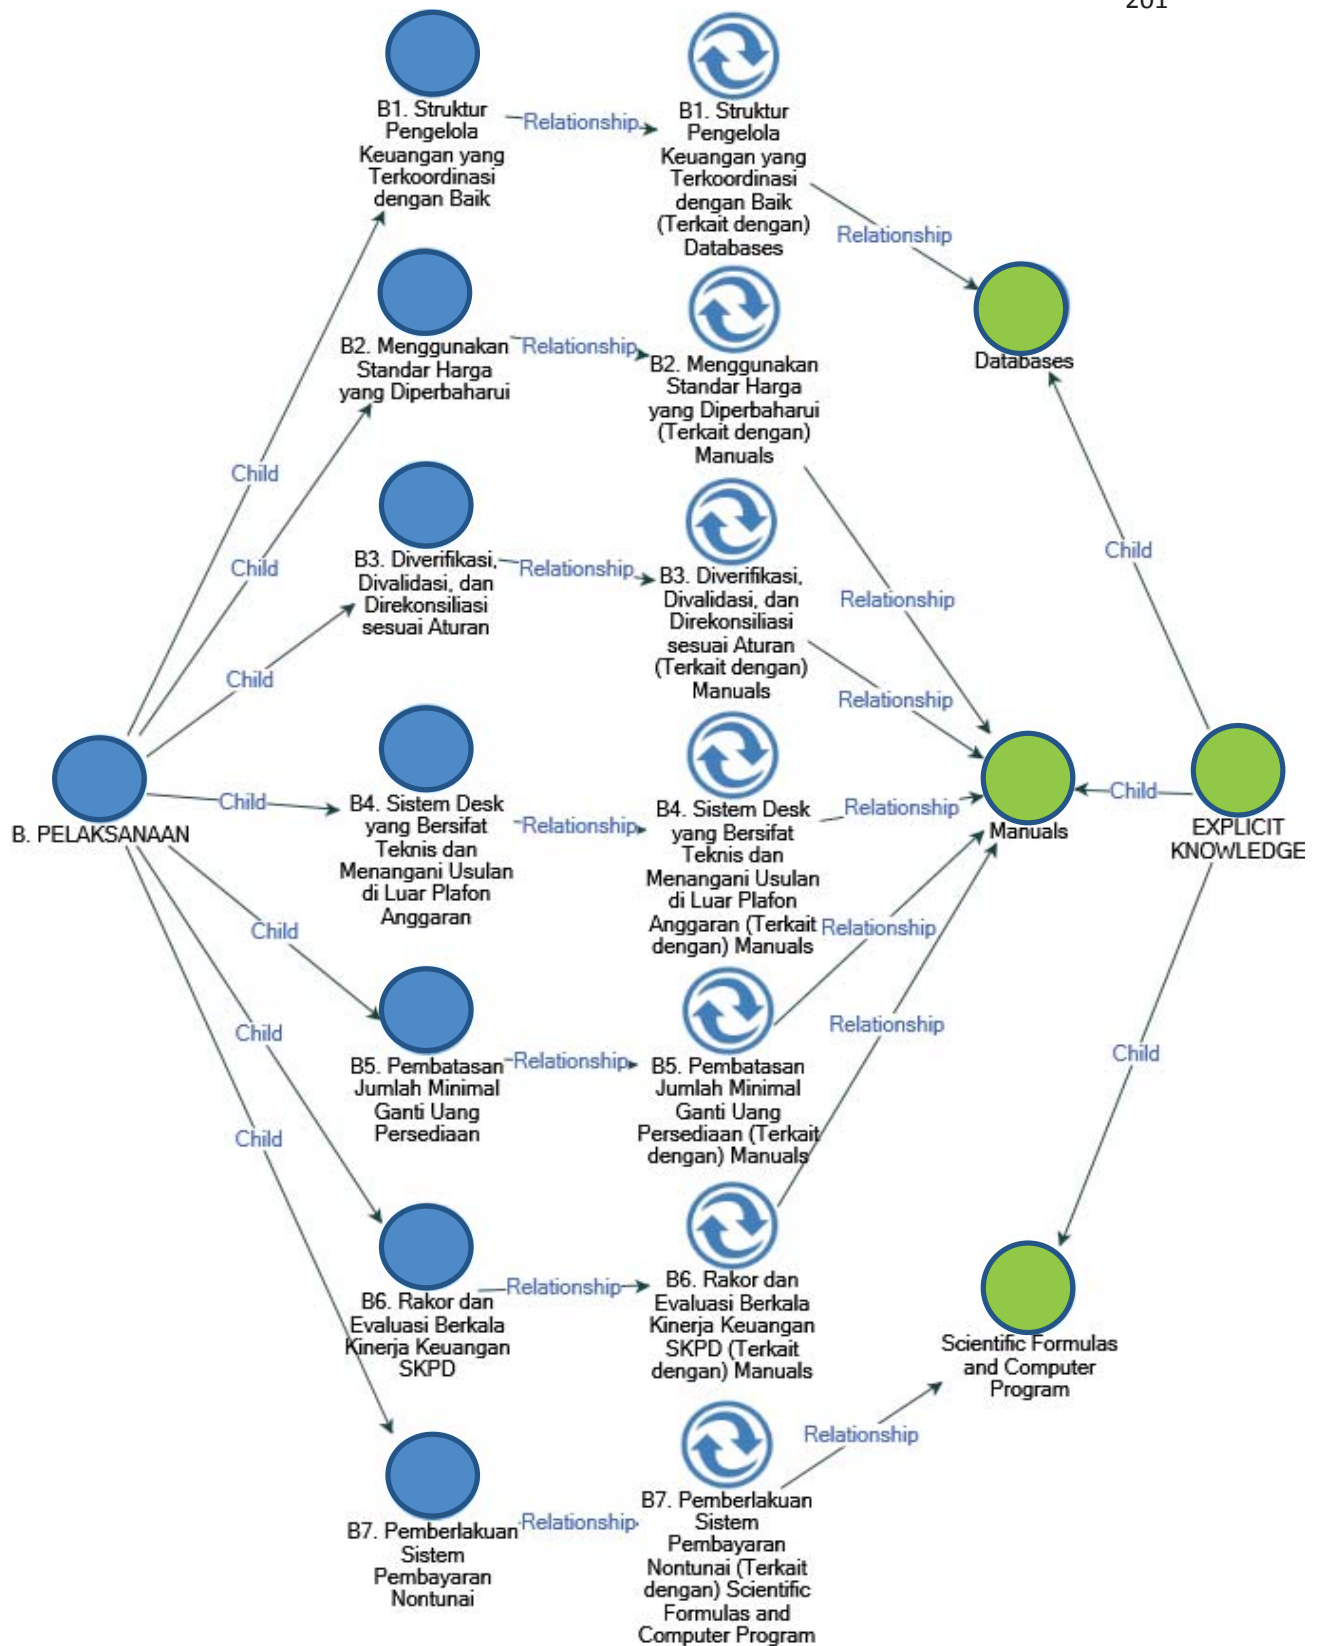 201
B1. Struktur
Pengelola
Keuangan yang
Terkoordinasi
dengan Baik
Relationship
B1. Struktur
Pengelola
Keuangan yang
Terkoordinasi
dengan Baik
(Terkait dengan)
Databases
Relationship
Databases
B2. Menggunakan
Standar Harga
yang Diperbaharui
Relationship
B2. Menggunakan
Standar Harga
yang Diperbaharui
(Terkait dengan)
Manuals
Relationship
Child
Child
Child
Child
B3. Diverifikasi,
Divalidasi, dan
Direkonsiliasi
sesuai Aturan
Relationship
B3. Diverifikasi,
Divalidasi, dan
Direkonsiliasi
sesuai Aturan
(Terkait dengan)
Manuals
Relationship
B. PELAKSANAAN
Child
B4. Sistem Desk
yang Bersifat
Teknis dan
Menangani Usulan
di Luar Plafon
Anggaran
Relationship
B4. Sistem Desk
yang Bersifat
Teknis dan
Menangani Usulan
di Luar Plafon
Anggaran (Terkait
dengan) Manuals
Relationship
Manuals
Child
EXPLICIT
KNOWLEDGE
Child
Child
Child
B5. Pembatasan
Jumlah Minimal
Ganti Uang
Persediaan
Relationship
B5. Pembatasan
Jumlah Minimal
Ganti Uang
Persediaan (Terkait
dengan) Manuals
Relationship
Relationship
Child
B6. Rakor dan
Evaluasi Berkala
Kinerja Keuangan
SKPD
Relationship
B6. Rakor dan
Evaluasi Berkala
Kinerja Keuangan
SKPD (Terkait
dengan) Manuals
Scientific Formulas
and Computer
Program
B7. Pemberlakuan
Sistem
Pembayaran
Nontunai
Relationship
B7. Pemberlakuan
Sistem
Pembayaran
Nontunai (Terkait
dengan) Scientific
Formulas and
Computer Program
Relationship